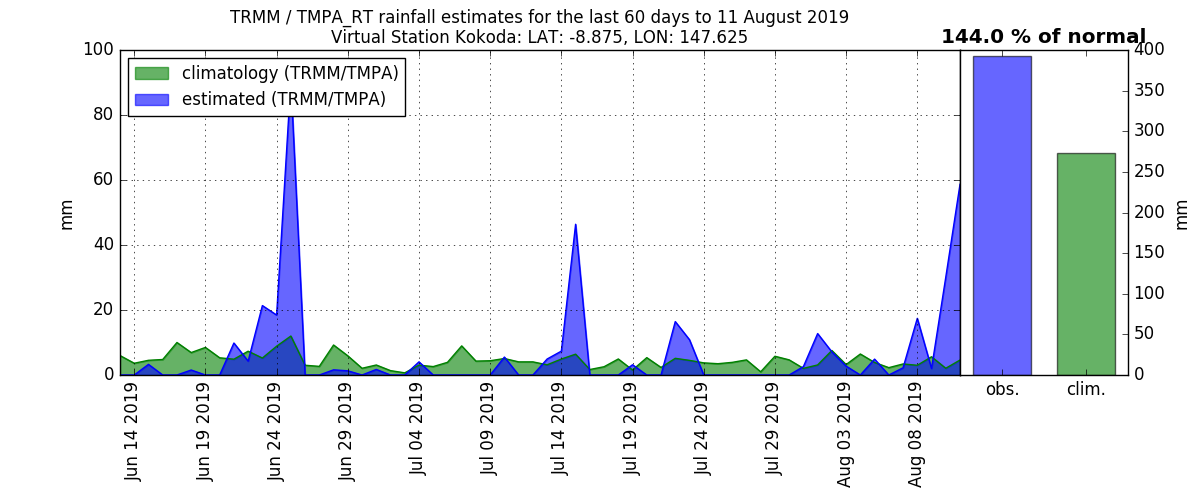 TRMM / TMPA_RT rainfall estimates for the last 60 days to 11 August 2019
Virtual Station Kokoda: LAT: -8.875, LON: 147.625
144.0 % of normal
climatology (TRMM/TMPA)
estimated (TRMM/TMPA)
100
80
60
40
20
0
mm
Jun 14 2019
Jun 19 2019
Jun 24 2019
Jun 29 2019
Jul 04 2019
Jul 09 2019
Jul 14 2019
Jul 19 2019
Jul 24 2019
Jul 29 2019
Aug 03 2019
Aug 08 2019
400
350
300
250
200
150
100
50
0
mm
obs.
clim.